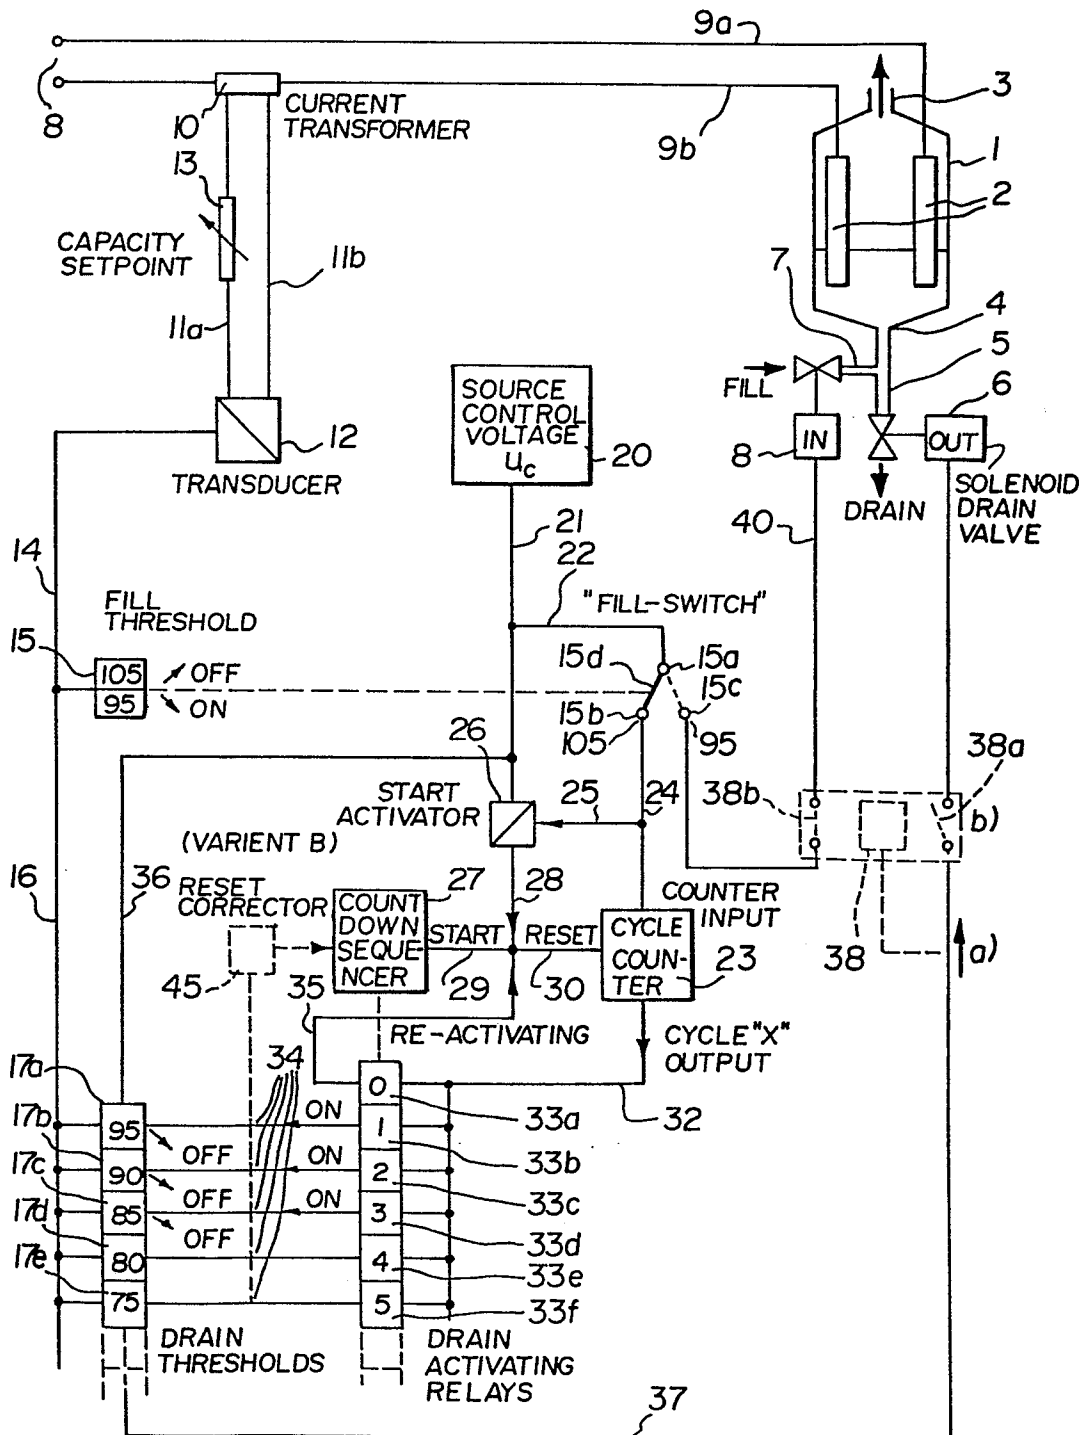 9a
8
10
CURRENT
TRANSFORMER
9b
3
1
2
13
CAPACITY
SETPOINT
11b
11a
7
4
5
6
FILL
IN
8
OUT
SOLENOID
DRAIN
VALVE
DRAIN
12
TRANSDUCER
SOURCE
CONTROL
VOLTAGE
Uc
20
40
21
22
14
FILL
THRESHOLD
15
105
95
OFF
ON
"FILL-SWITCH"
15d
15a
15c
15b
105
95
26
START
ACTIVATOR
25
24
38b
38a
b)
(VARIENT B)
16
36
RESET
CORRECTOR
27
COUNT
DOWN
SEQUE-
NCER
28
START
RESET
29
30
COUNTER
INPUT
CYCLE
COUN-
TER
23
38
a)
45
35
RE-ACTIVATING
CYCLE "X"
OUTPUT
34
32
17a
17b
17c
17d
17e
95
90
85
80
75
OFF
OFF
OFF
ON
ON
ON
0
1
2
3
4
5
33a
33b
33c
33d
33e
33f
DRAIN
THRESHOLDS
DRAIN
ACTIVATING
RELAYS
37